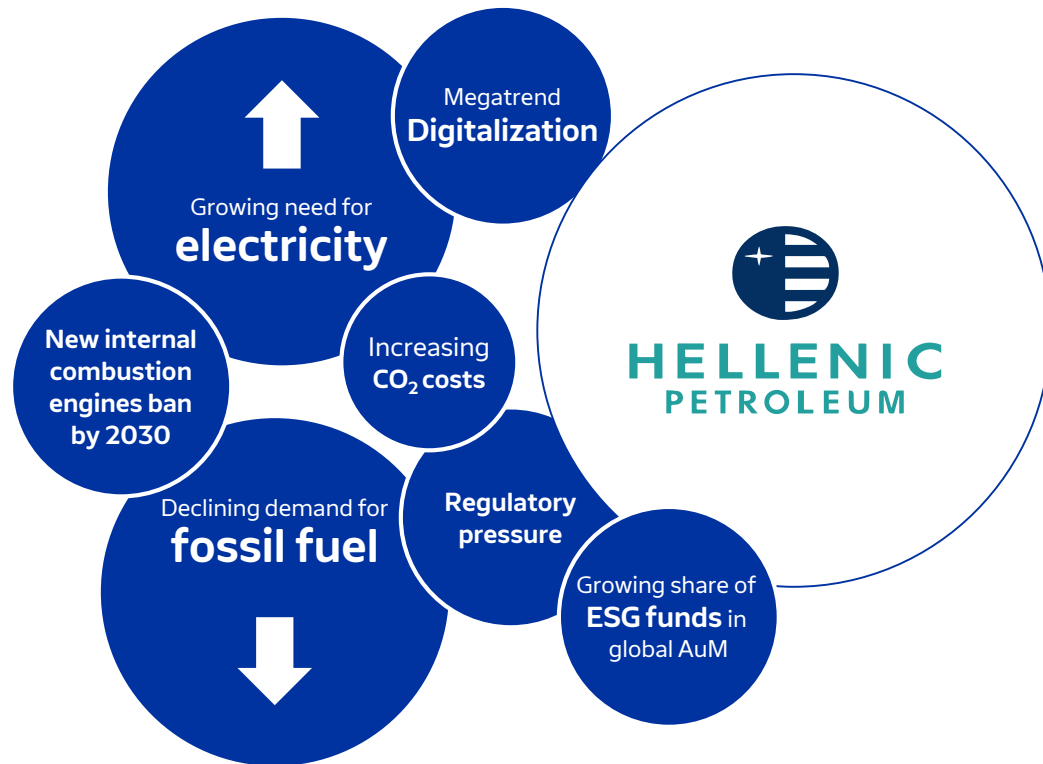 Megatrend
Digitalization
Growing need for
electricity
New internal
combustion
engines ban
by 2030
Increasing
CO₂ costs
HELLENIC
PETROLEUM
Declining demand for
fossil fuel
Regulatory
pressure
Growing share of
ESG funds in
global AuM